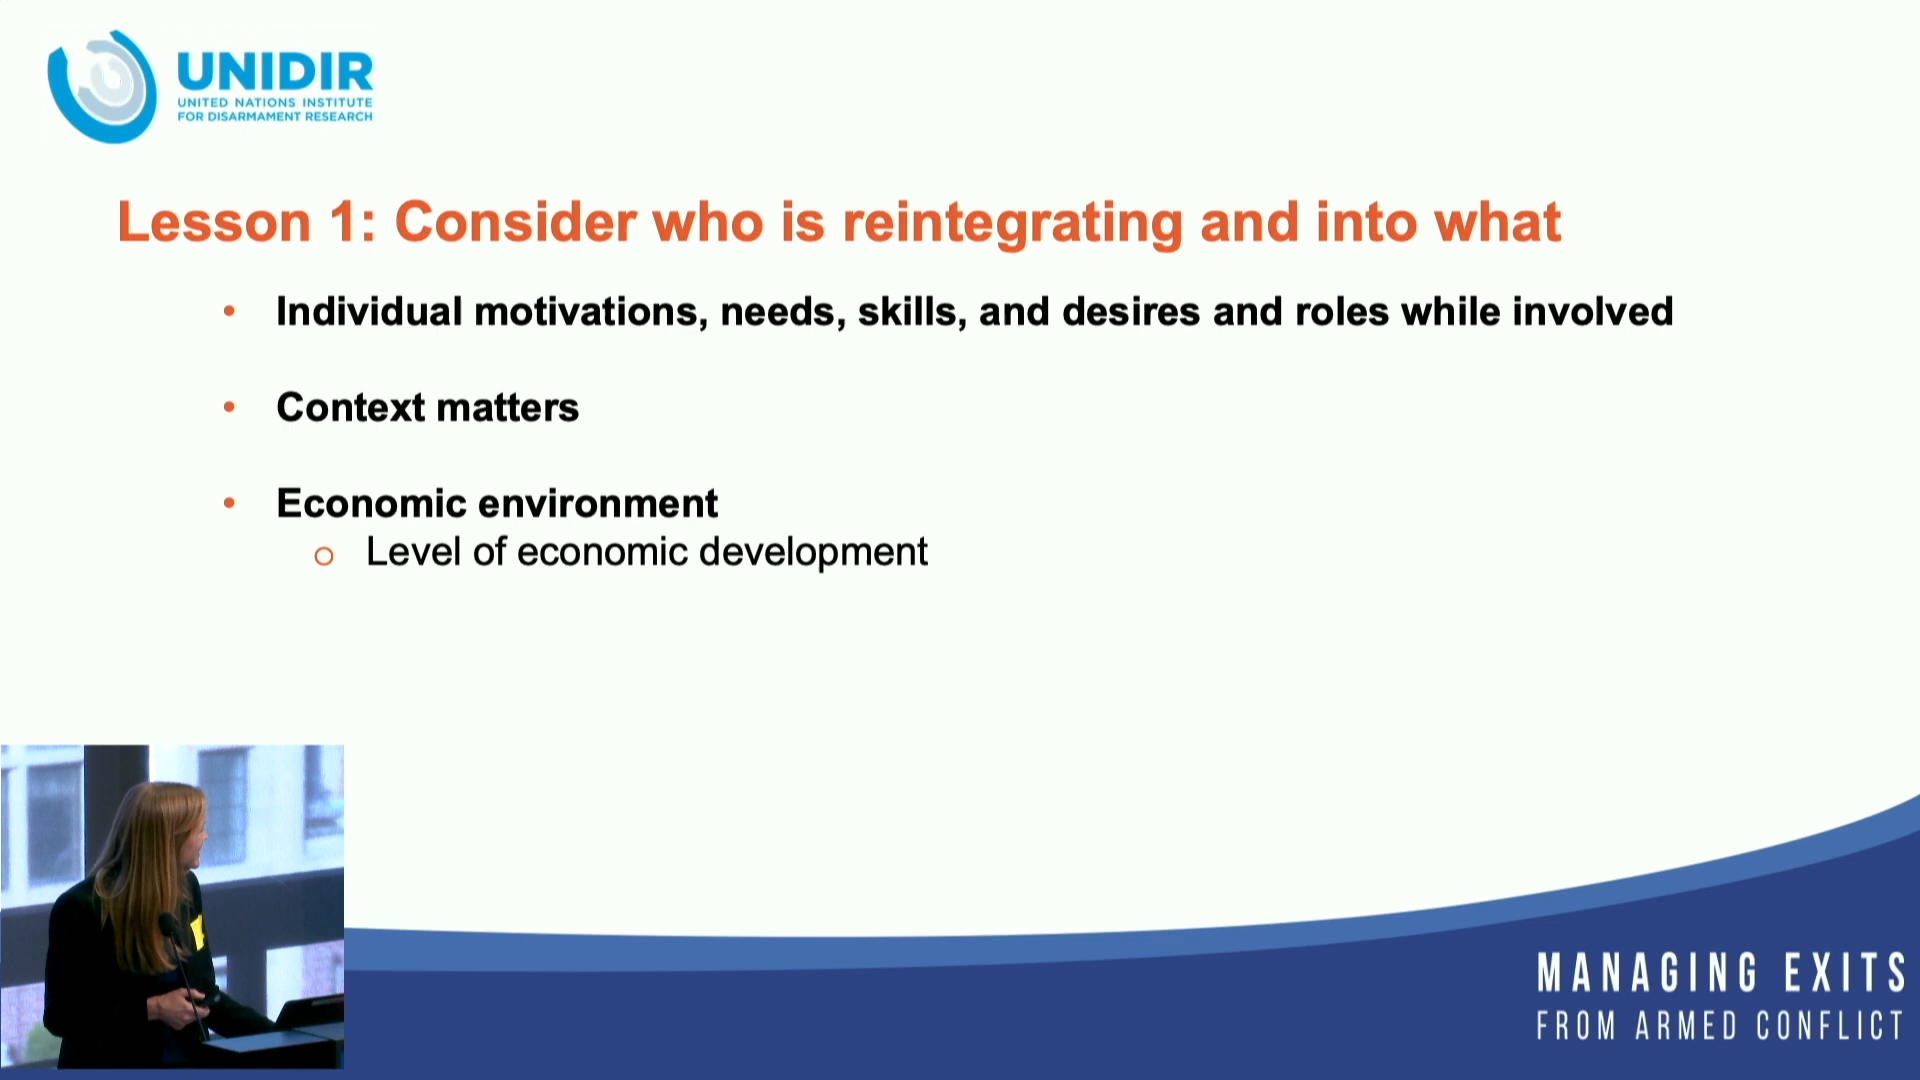 UNIDIR
UNITED NATIONS INSTITUTE
FOR DISARMAMENT RESEARCH
Lesson 1: Consider who is reintegrating and into what
• Individual motivations, needs, skills, and desires and roles while involved
• Context matters
• Economic environment
o Level of economic development
MANAGING EXITS
FROM ARMED CONFLICT